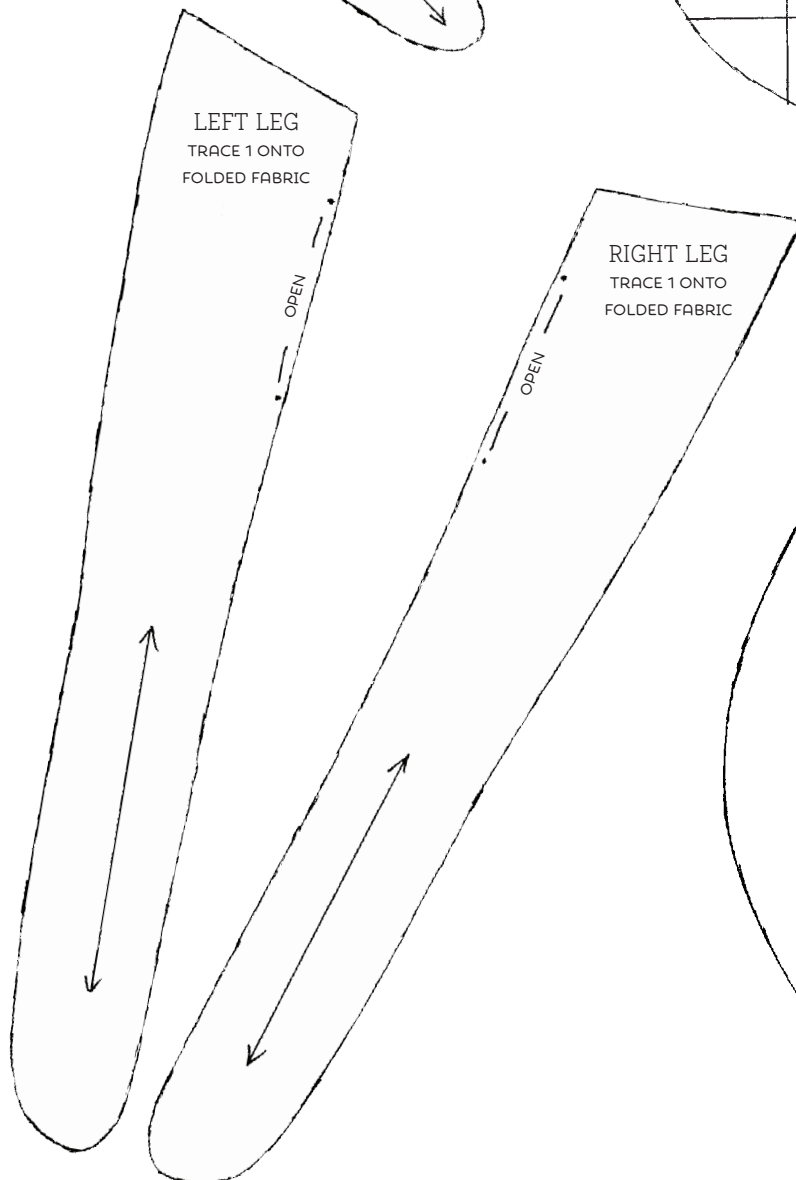 LEFT LEG
TRACE 1 ONTO
FOLDED FABRIC
OPEN
RIGHT LEG
TRACE 1 ONTO
FOLDED FABRIC
OPEN